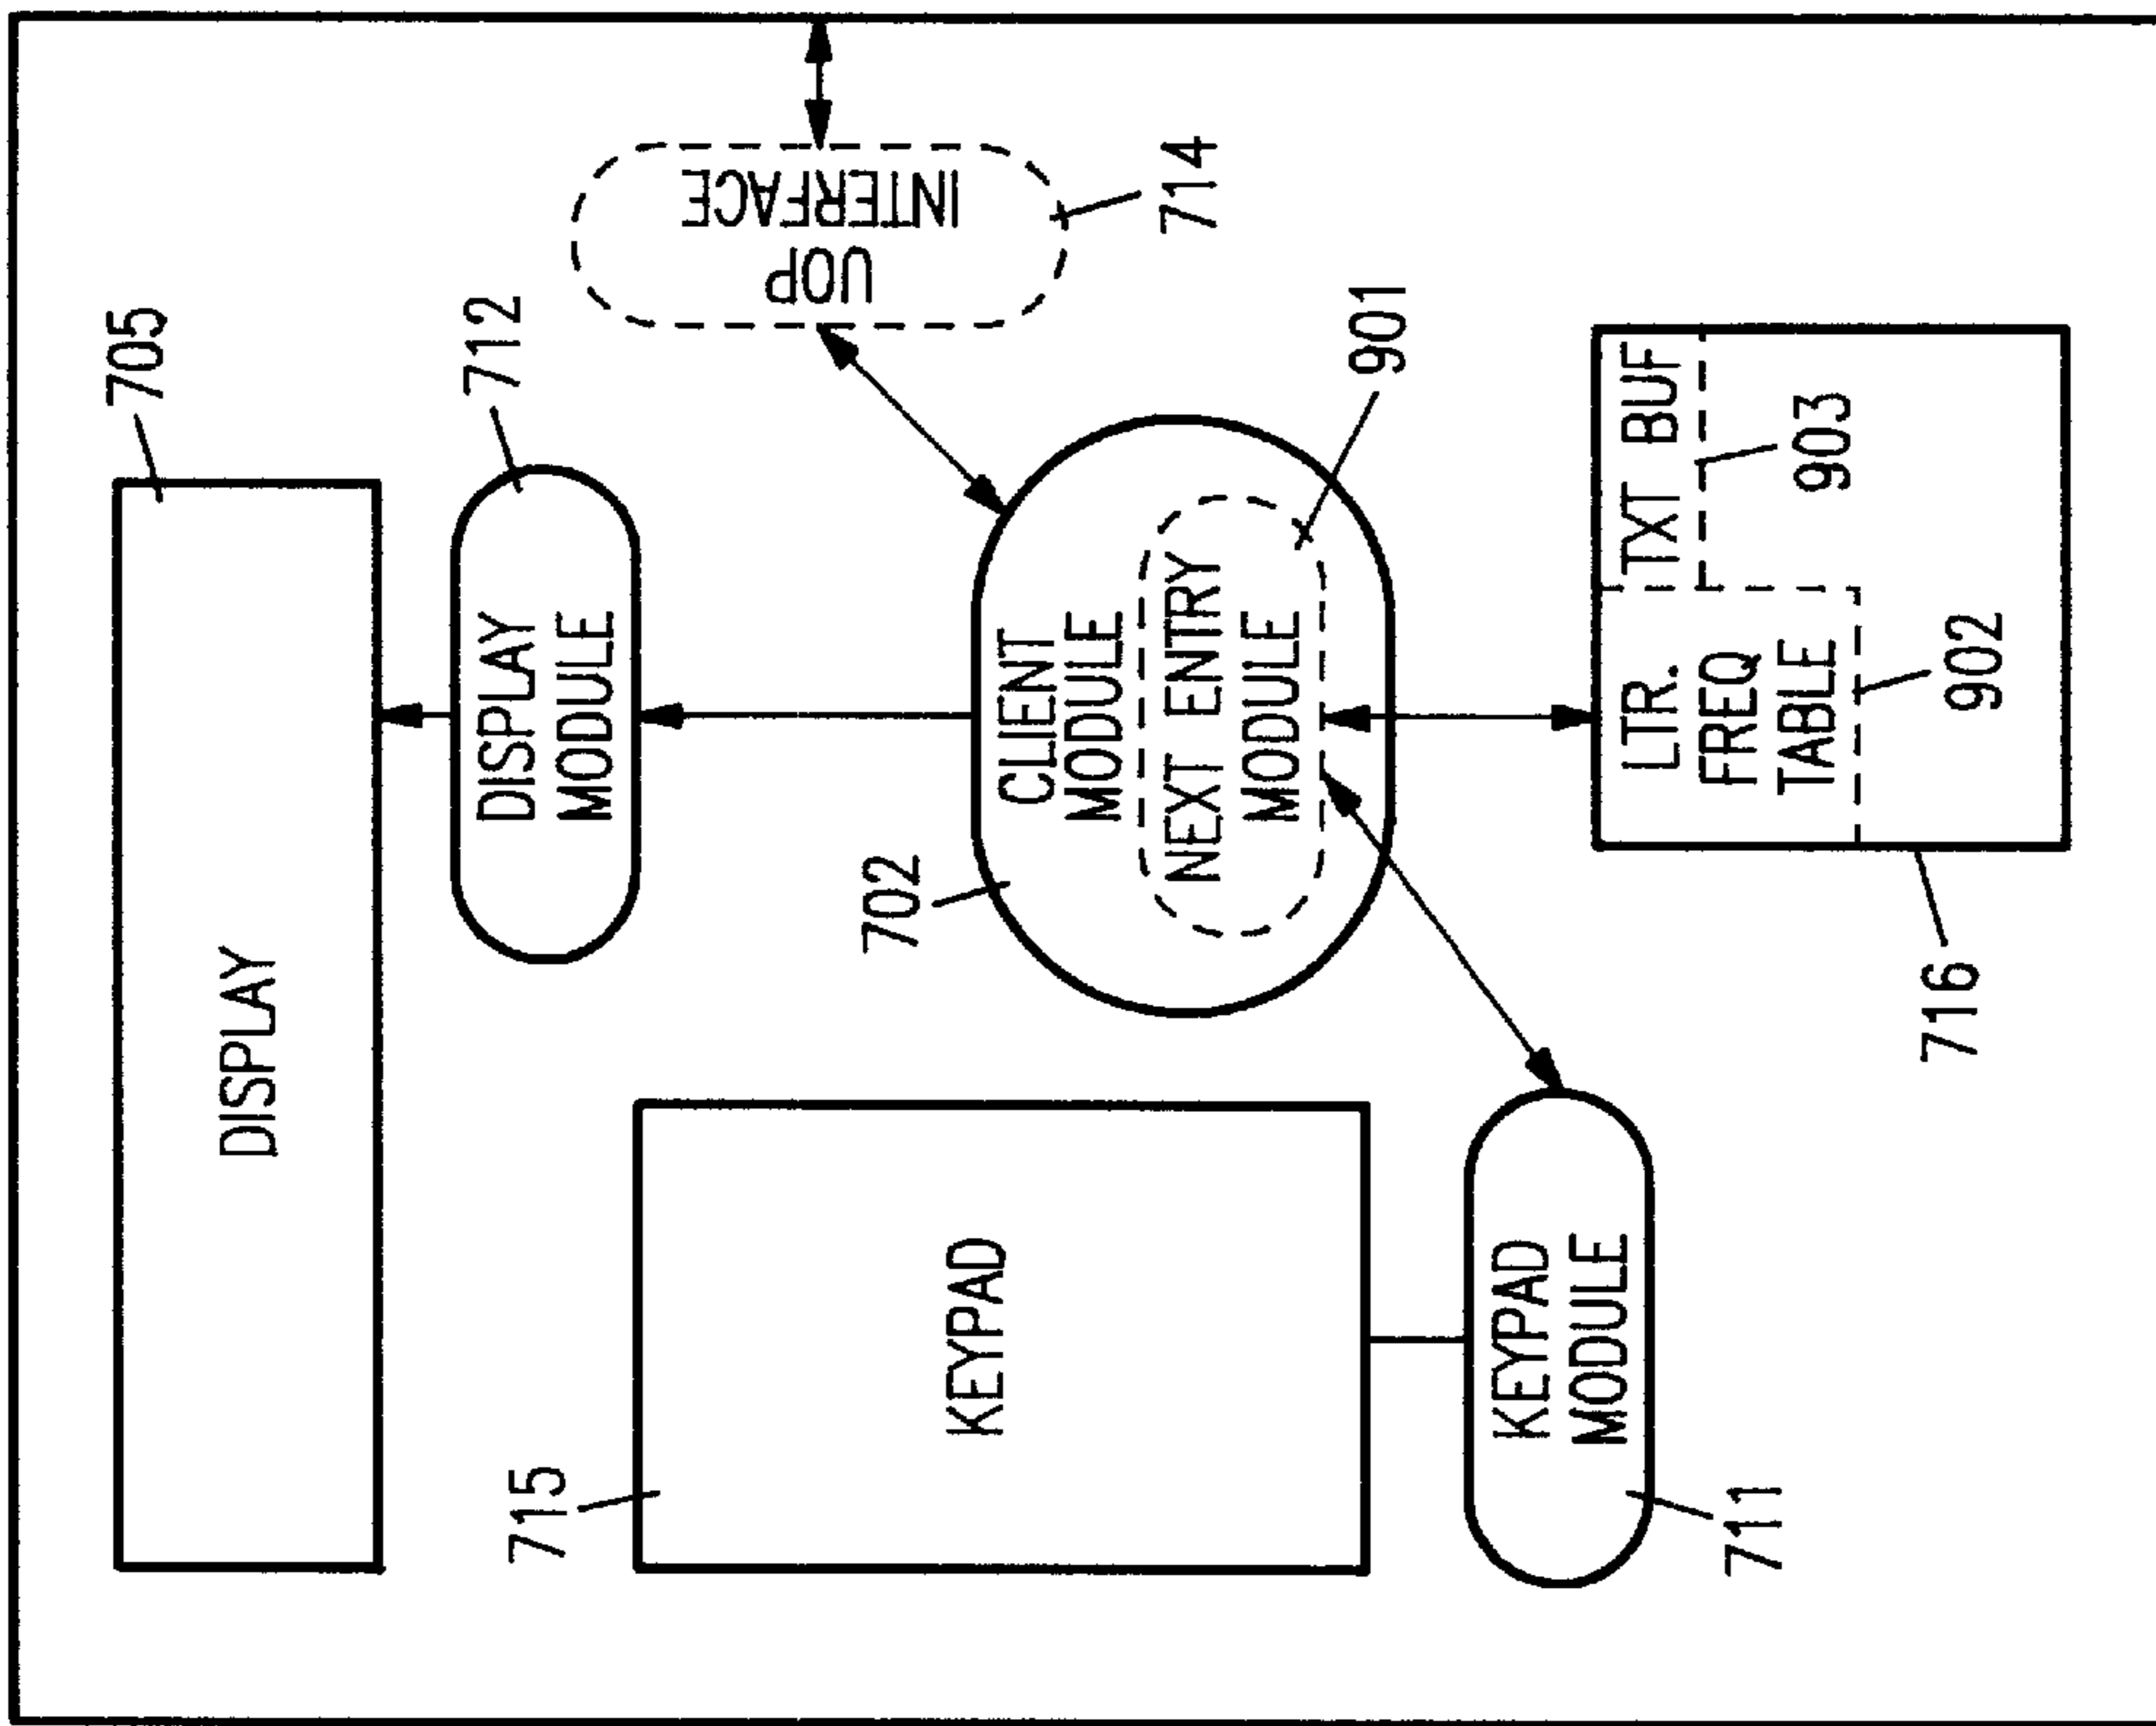 DISPLAY
705
DISPLAY
MODULE
712
UOP
INTERFACE
714
715
KEYPAD
702
CLIENT
MODULE
NEXT ENTRY
MODULE
901
KEYPAD
MODULE
711
LTR.
FREQ
TABLE
TXT BUF
903
902
716